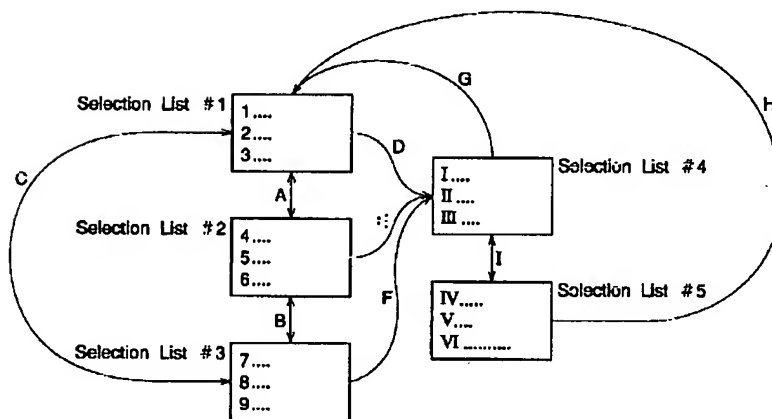 G
H
Selection List #1
1....
2....
3....
D
C
A
I....
II....
III....
Selection List #4
Selection List #2
4....
5....
6....
I
F
B
IV.....
V....
VI..........
Selection List #5
Selection List #3
7....
8....
9....